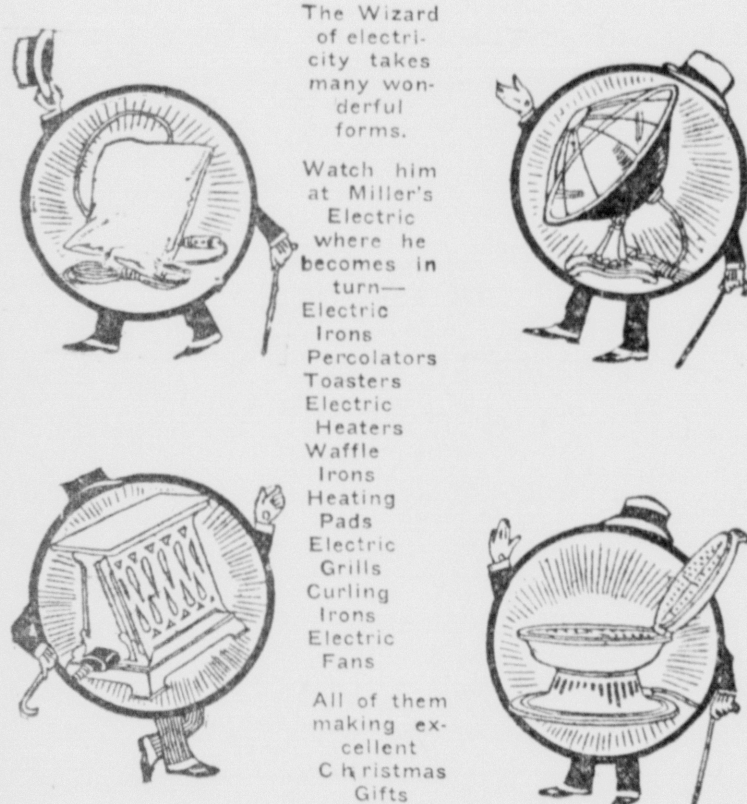 The Wizard
of electri-
city takes
many won-
derful
forms.
Watch him
at Miller's
Electric
where he
becomes in
turn—
Electric
Irons
Percolators
Toasters
Electric
Heaters
Waffle
Irons
Heating
Pads
Electric
Grills
Curling
Irons
Electric
Fans
All of them
making ex-
cellent
Christmas
Gifts